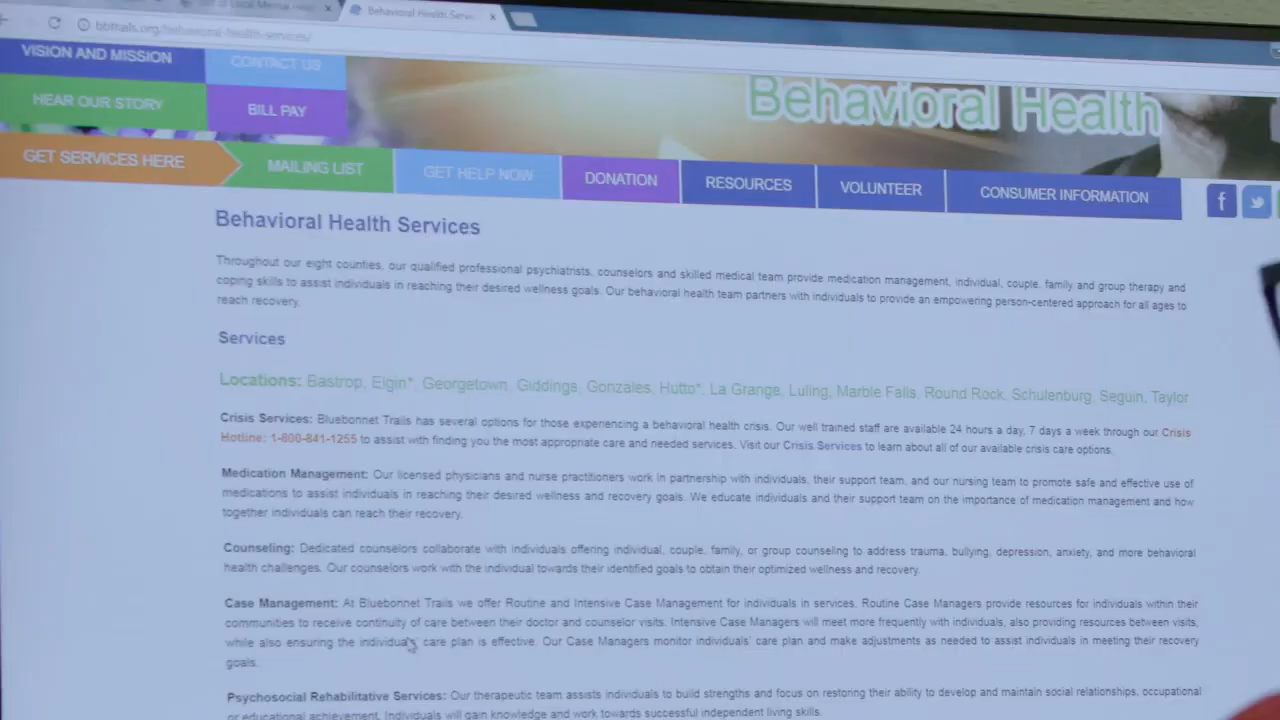 Behavioral Health Serv
bbtrails.org/behavioral-health-services/
VISION AND MISSION
CONTACT US
HEAR OUR STORY
BILL PAY
Behavioral Health
GET SERVICES HERE
MAILING LIST
GET HELP NOW
DONATION
RESOURCES
VOLUNTEER
CONSUMER INFORMATION
f
Behavioral Health Services
Throughout our eight counties, our qualified professional psychiatrists, counselors and skilled medical team provide medication management, individual, couple, family and group therapy and
coping skills to assist individuals in reaching their desired wellness goals. Our behavioral health team partners with individuals to provide an empowering person-centered approach for all ages to
reach recovery.
Services
Locations: Bastrop, Elgin*, Georgetown, Giddings, Gonzales, Hutto*, La Grange, Luling, Marble Falls, Round Rock, Schulenburg, Seguin, Taylor
Crisis Services: Bluebonnet Trails has several options for those experiencing a behavioral health crisis. Our well trained staff are available 24 hours a day, 7 days a week through our Crisis
Hotline: 1-800-841-1255 to assist with finding you the most appropriate care and needed services. Visit our Crisis Services to learn about all of our available crisis care options.
Medication Management: Our licensed physicians and nurse practitioners work in partnership with individuals, their support team, and our nursing team to promote safe and effective use of
medications to assist individuals in reaching their desired wellness and recovery goals. We educate individuals and their support team on the importance of medication management and how
together individuals can reach their recovery.
Counseling: Dedicated counselors collaborate with individuals offering individual, couple, family, or group counseling to address trauma, bullying, depression, anxiety, and more behavioral
health challenges. Our counselors work with the individual towards their identified goals to obtain their optimized wellness and recovery.
Case Management: At Bluebonnet Trails we offer Routine and Intensive Case Management for individuals in services. Routine Case Managers provide resources for individuals within their
communities to receive continuity of care between their doctor and counselor visits. Intensive Case Managers will meet more frequently with individuals, also providing resources between visits,
while also ensuring the individuals' care plan is effective. Our Case Managers monitor individuals' care plan and make adjustments as needed to assist individuals in meeting their recovery
goals.
Psychosocial Rehabilitative Services: Our therapeutic team assists individuals to build strengths and focus on restoring their ability to develop and maintain social relationships, occupational
or educational achievement. Individuals will gain knowledge and work towards successful independent living skills.